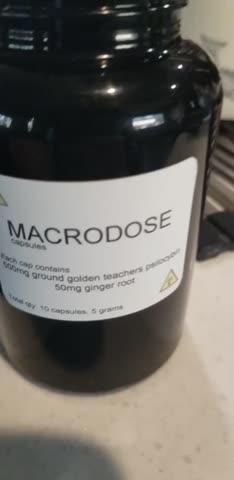 MACRODOSE
capsules
Each cap contains
500mg ground golden teachers psilocybin
50mg ginger root
Total qty: 10 capsules, 5 grams